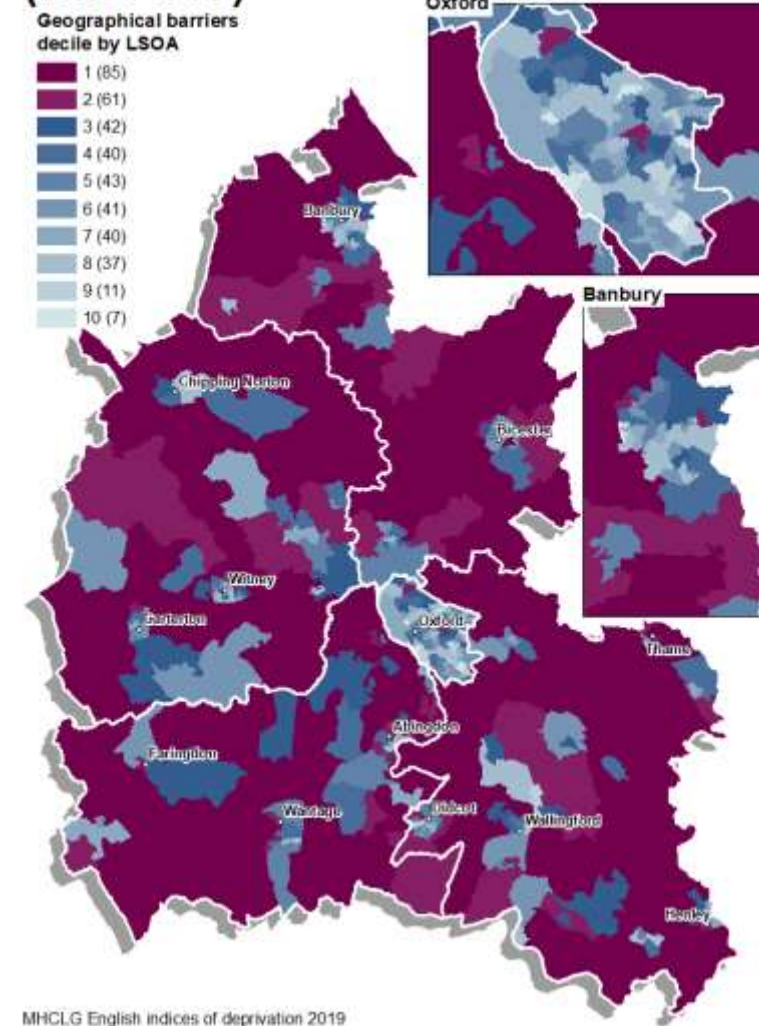 Geographical barriers
decile by LSOA
1 (85)
2 (61)
3 (42)
4 (40)
5 (43)
6 (41)
7 (40)
8 (37)
9 (11)
10 (7)
Oxford
Banbury
Banbury
Chipping Norton
Bicester
Witney
Carterton
Oxford
Thame
Abingdon
Faringdon
Wantage
Didcot
Wallingford
Henley
MHCLG English indices of deprivation 2019